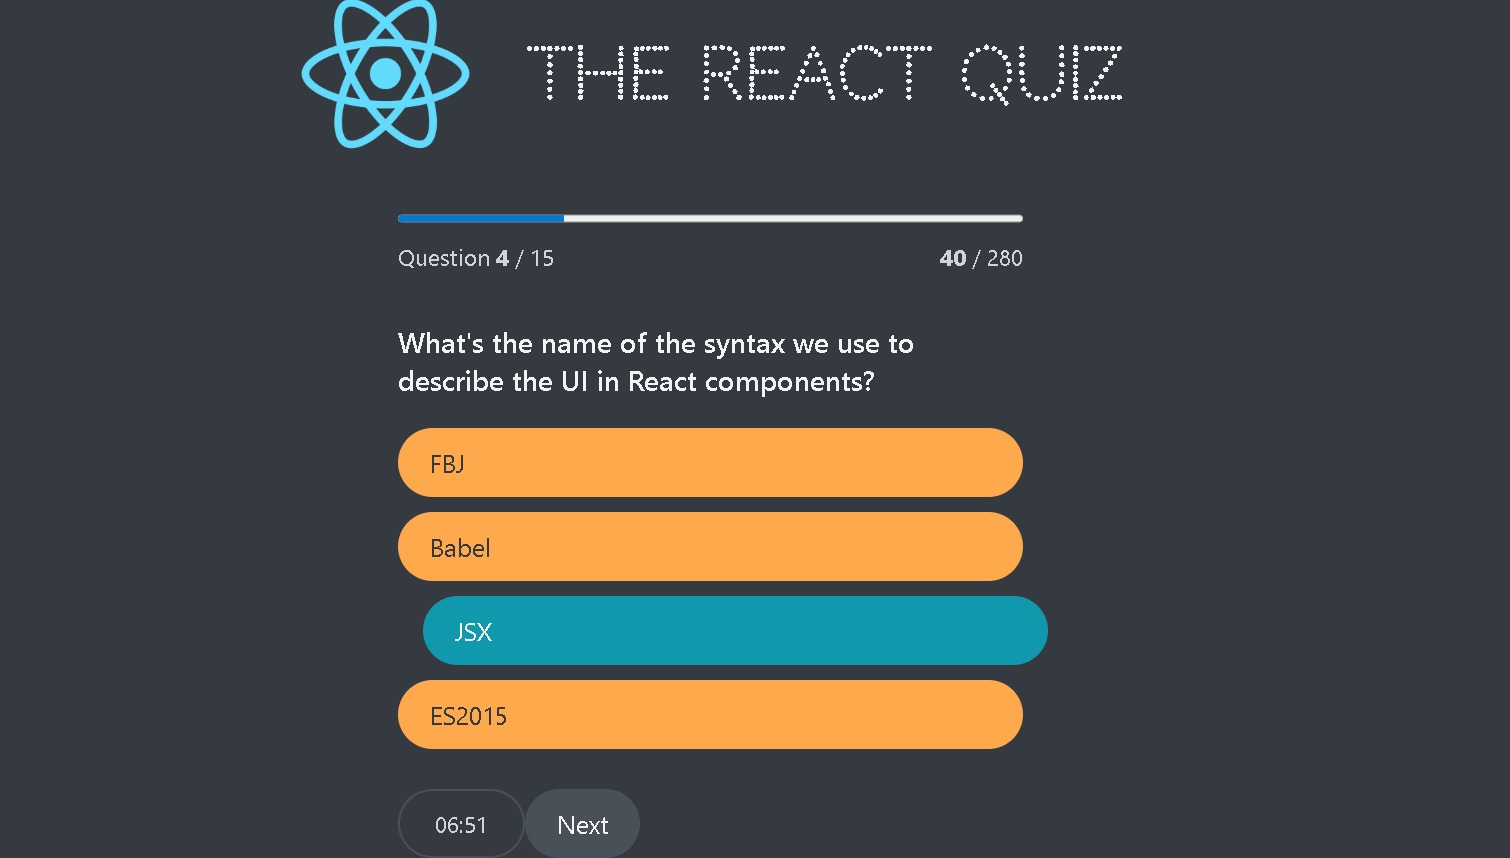 THE REACT QUIZ
Question 4 / 15
40 / 280
What's the name of the syntax we use to
describe the UI in React components?
FBJ
Babel
JSX
ES2015
06:51
Next